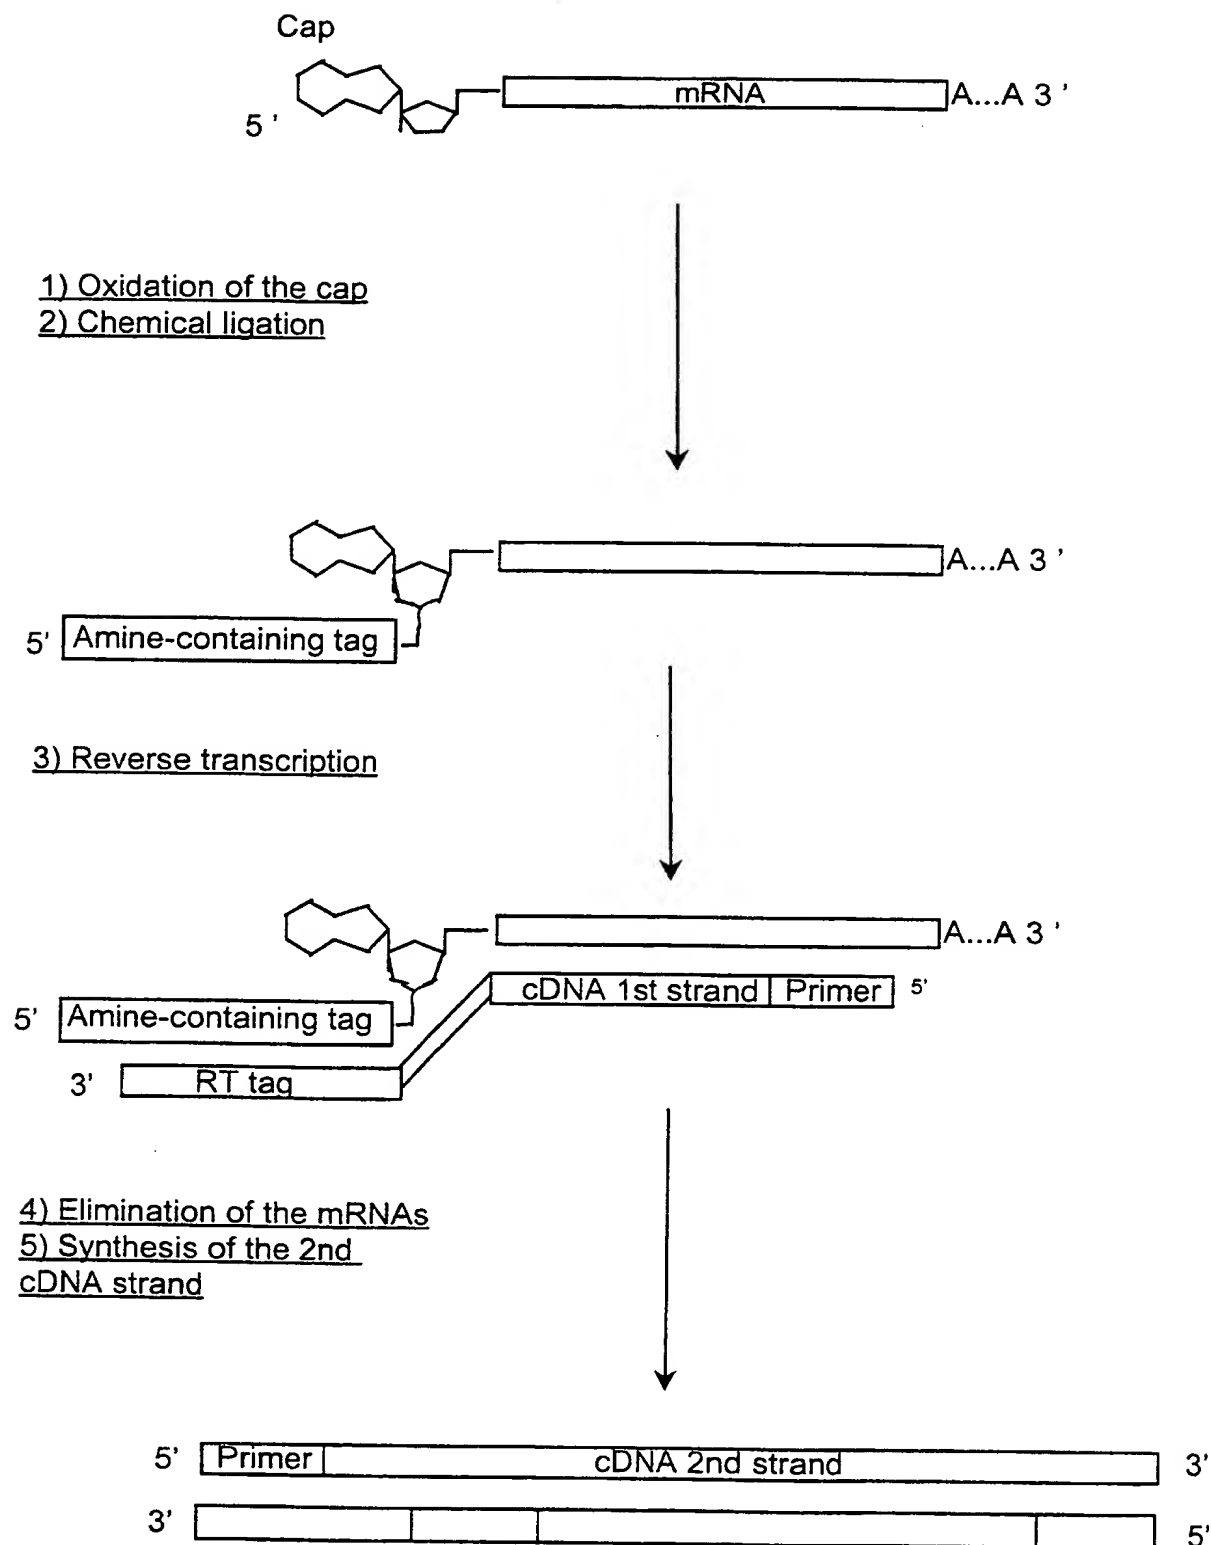 Cap
mRNA
A...A 3 '
5 '
1) Oxidation of the cap
2) Chemical ligation
A...A 3 '
5' Amine-containing tag
3) Reverse transcription
A...A 3 '
cDNA 1st strand Primer 5'
5' Amine-containing tag
3' RT tag
4) Elimination of the mRNAs
5) Synthesis of the 2nd
cDNA strand
5' Primer cDNA 2nd strand 3'
3' 5'